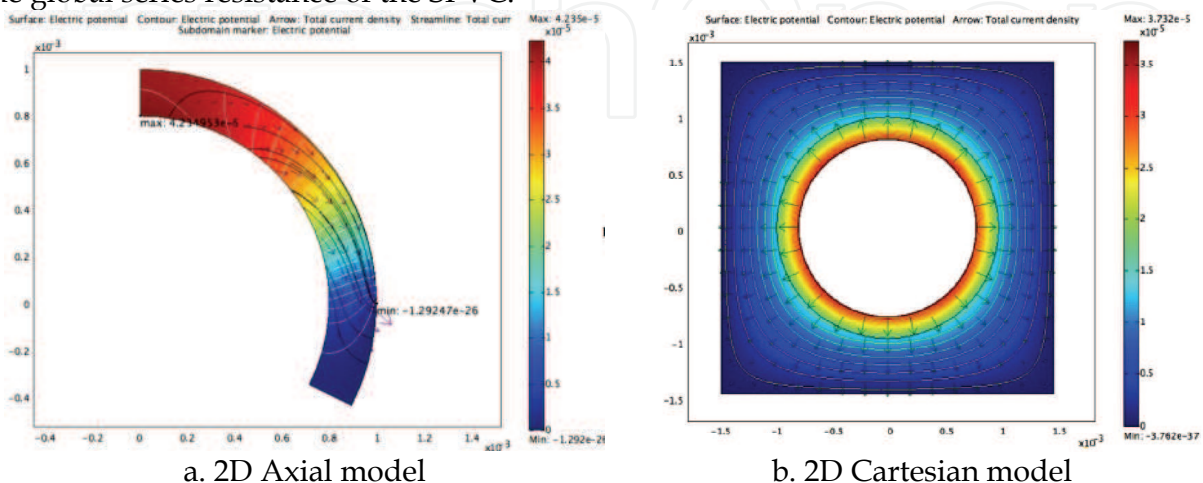 the global series resistance of the SPVC.
Surface: Electric potential Contour: Electric potential Arrow: Total current density Streamline: Total curr
Subdomain marker: Electric potential
Max: 4.235e-5
x10-5
x10-3
1
0.8
0.6
0.4
0.2
0
-0.2
-0.4
-0.4 -0.2 0 0.2 0.4 0.6 0.8 1 1.2 1.4
x10-3
max: 4.234953e-5
min: -1.29247e-26
4
3.5
3
2.5
2
1.5
1
0.5
0
Min: -1.292e-26
a. 2D Axial model
Surface: Electric potential Contour: Electric potential Arrow: Total current density
Max: 3.732e-5
x10-5
x10-3
1.5
1
0.5
0
-0.5
-1
-1.5
-1.5 -1 -0.5 0 0.5 1 1.5
x10-3
3.5
3
2.5
2
1.5
1
0.5
0
Min: -3.762e-37
b. 2D Cartesian model